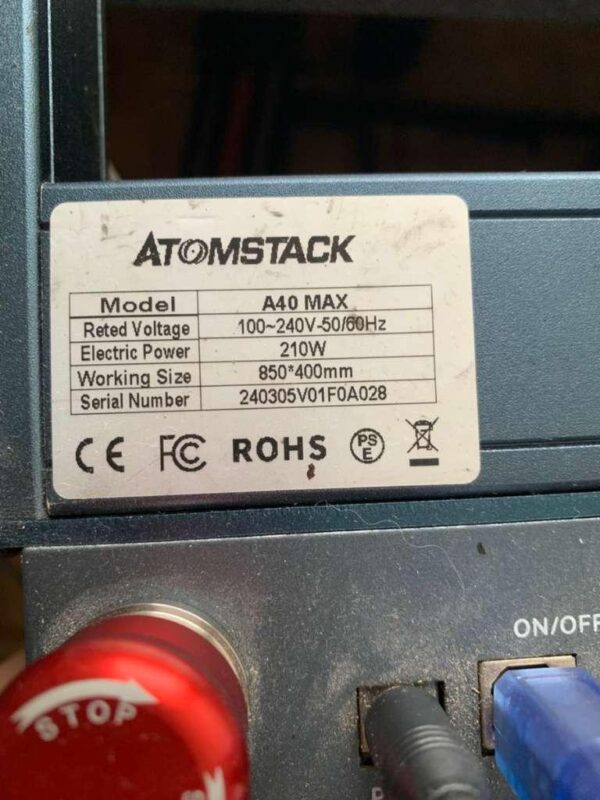 ATOMSTACK
Model A40 MAX
Reted Voltage 100~240V-50/60Hz
Electric Power 210W
Working Size 850*400mm
Serial Number 240305V01F0A028
CE FC ROHS PS E
ON/OFF
STOP